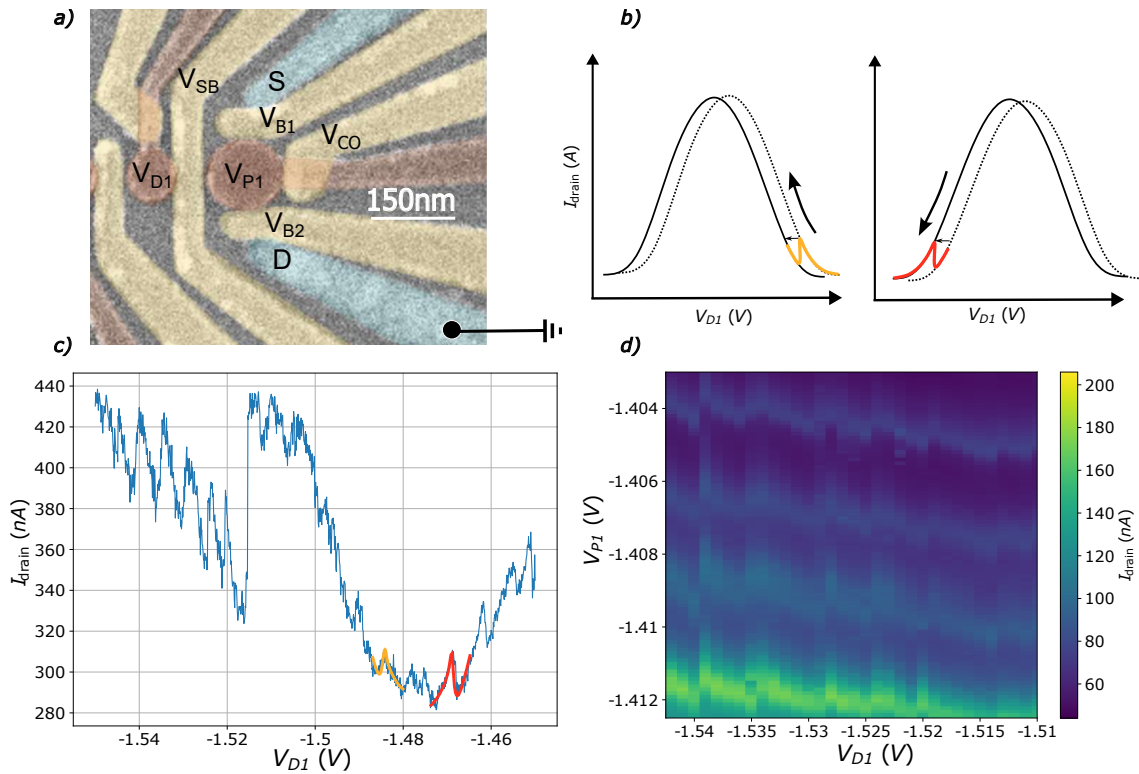 a)
S
V_SB
V_B1
V_CO
V_D1
V_P1
150nm
V_B2
D
b)
I_drain (A)
V_D1 (V)
V_D1 (V)
c)
440
420
400
380
360
340
320
300
280
I_drain (nA)
-1.54
-1.52
-1.5
-1.48
-1.46
V_D1 (V)
d)
-1.404
-1.406
-1.408
-1.41
-1.412
V_P1 (V)
-1.54
-1.535
-1.53
-1.525
-1.52
-1.515
-1.51
V_D1 (V)
200
180
160
140
120
100
80
60
I_drain (nA)